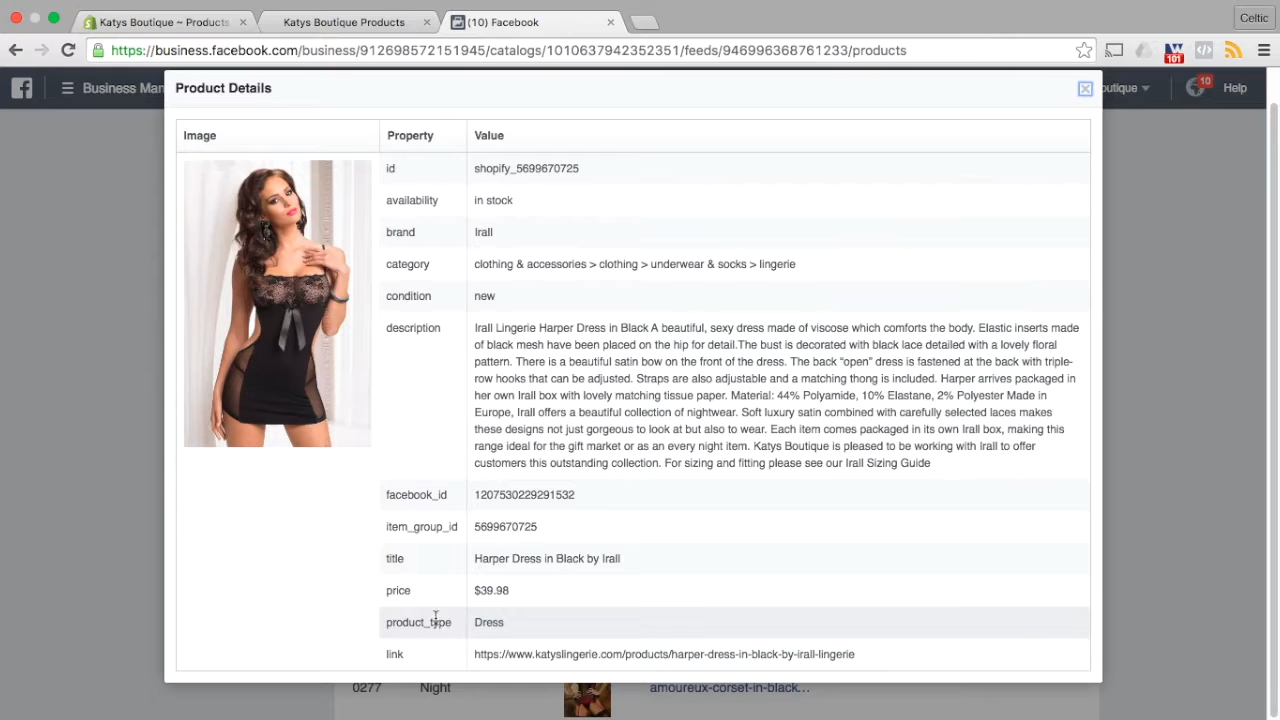 Katys Boutique ~ Products
Katys Boutique Products
(10) Facebook
Celtic
https://business.facebook.com/business/912698572151945/catalogs/1010637942352351/feeds/946996368761233/products
101
Business Man
outique
10
Help
Product Details
Image
Property
Value
id
shopify_5699670725
availability
in stock
brand
Irall
category
clothing & accessories > clothing > underwear & socks > lingerie
condition
new
description
Irall Lingerie Harper Dress in Black A beautiful, sexy dress made of viscose which comforts the body. Elastic inserts made
of black mesh have been placed on the hip for detail.The bust is decorated with black lace detailed with a lovely floral
pattern. There is a beautiful satin bow on the front of the dress. The back “open” dress is fastened at the back with triple-
row hooks that can be adjusted. Straps are also adjustable and a matching thong is included. Harper arrives packaged in
her own Irall box with lovely matching tissue paper. Material: 44% Polyamide, 10% Elastane, 2% Polyester Made in
Europe, Irall offers a beautiful collection of nightwear. Soft luxury satin combined with carefully selected laces makes
these designs not just gorgeous to look at but also to wear. Each item comes packaged in its own Irall box, making this
range ideal for the gift market or as an every night item. Katys Boutique is pleased to be working with Irall to offer
customers this outstanding collection. For sizing and fitting please see our Irall Sizing Guide
facebook_id
1207530229291532
item_group_id
5699670725
title
Harper Dress in Black by Irall
price
$39.98
product_type
Dress
link
https://www.katyslingerie.com/products/harper-dress-in-black-by-irall-lingerie
0277
Night
amoureux-corset-in-black...